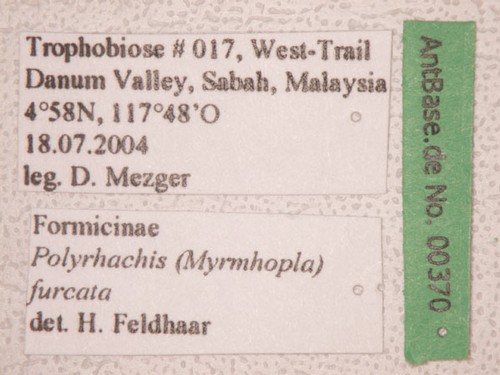 Trophobiose # 017, West-Trail
Danum Valley, Sabah, Malaysia
4°58N, 117°48'O
18.07.2004
leg. D. Mezger
Formicinae
Polyrhachis (Myrmhopla)
furcata
det. H. Feldhaar
AntBase.de No. 00370